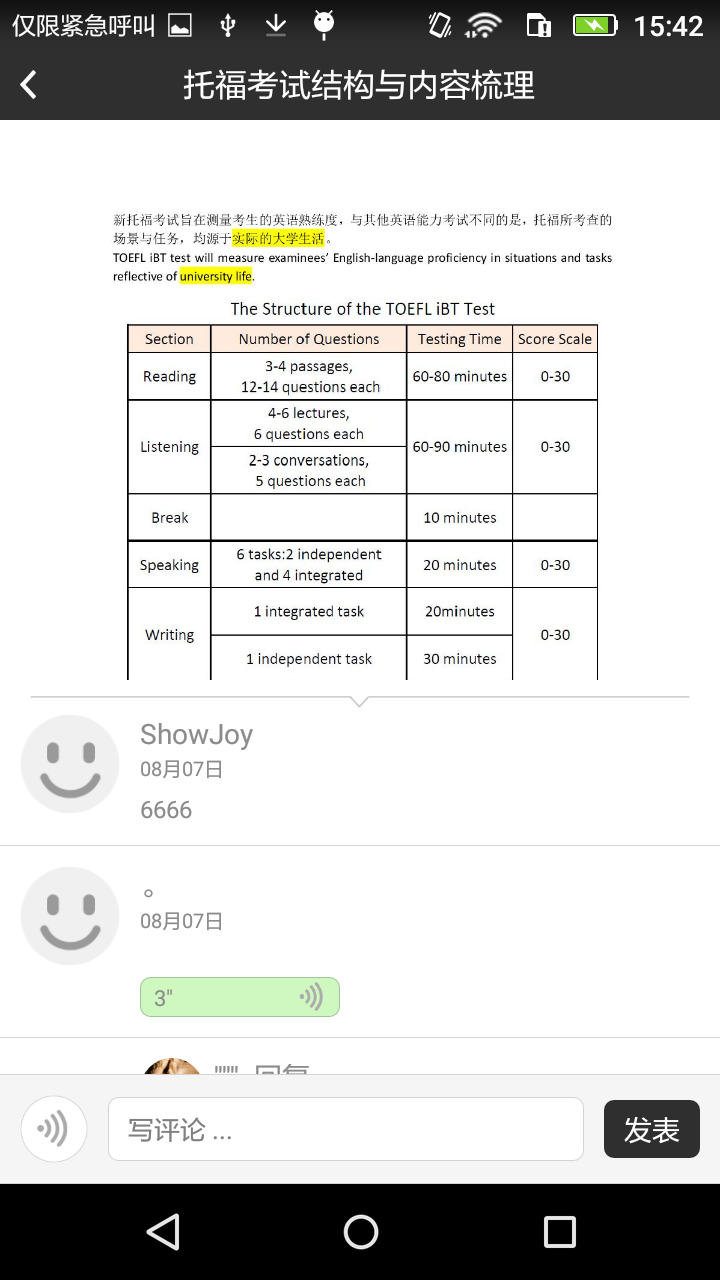 仅限紧急呼叫 15:42
托福考试结构与内容梳理
新托福考试旨在测量考生的英语熟练度，与其他英语能力考试不同的是，托福所考查的
场景与任务，均源于实际的大学生活。
TOEFL iBT test will measure examinees' English-language proficiency in situations and tasks
reflective of university life.
The Structure of the TOEFL iBT Test
Section Number of Questions Testing Time Score Scale
Reading 3-4 passages,
12-14 questions each 60-80 minutes 0-30
Listening 4-6 lectures,
6 questions each 60-90 minutes 0-30
2-3 conversations,
5 questions each
Break 10 minutes
Speaking 6 tasks:2 independent
and 4 integrated 20 minutes 0-30
Writing 1 integrated task 20minutes 0-30
1 independent task 30 minutes
ShowJoy
08月07日
6666
。
08月07日
3"
回复
写评论 ...
发表